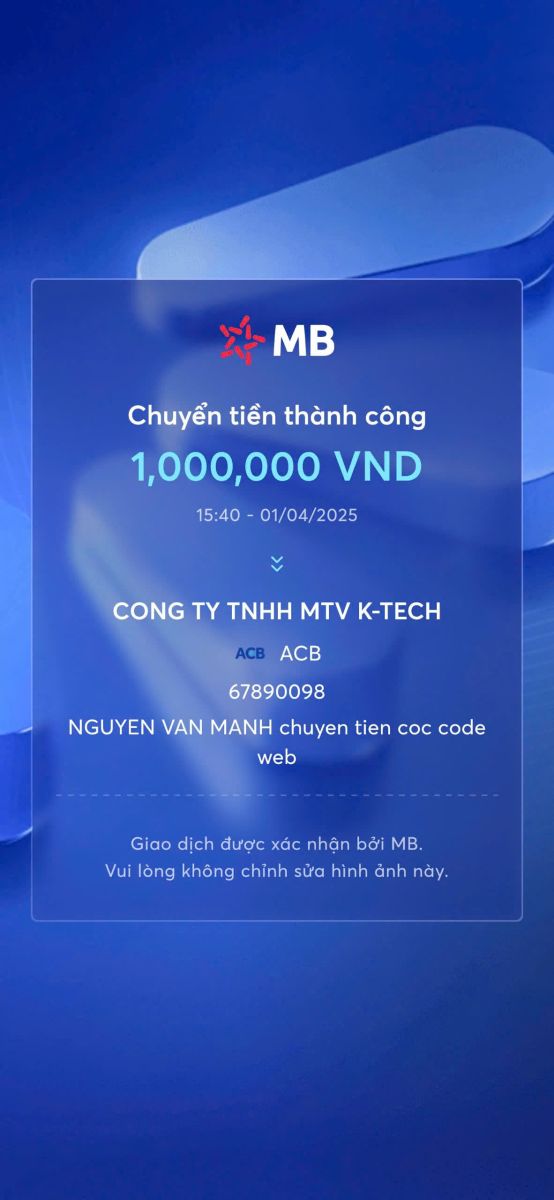 MB
Chuyển tiền thành công
1,000,000 VND
15:40 - 01/04/2025
CONG TY TNHH MTV K-TECH
ACB ACB
67890098
NGUYEN VAN MANH chuyen tien coc code
web
Giao dịch được xác nhận bởi MB.
Vui lòng không chỉnh sửa hình ảnh này.